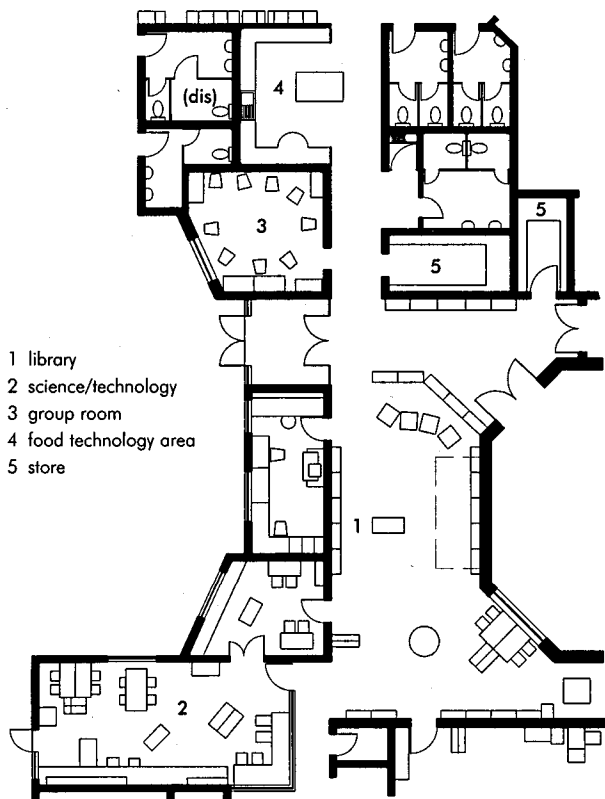 (dis)
4
3
5
5
1 library
2 science/technology
3 group room
4 food technology area
5 store
1
2